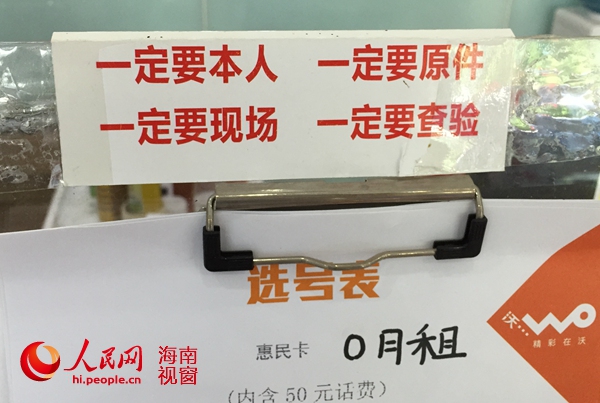 一定要本人 一定要原件
一定要现场 一定要查验
选号表
惠民卡 0月租
(内含50元话费)
沃...
WO
精彩在沃
人民网 海南视窗
hi.people.cn